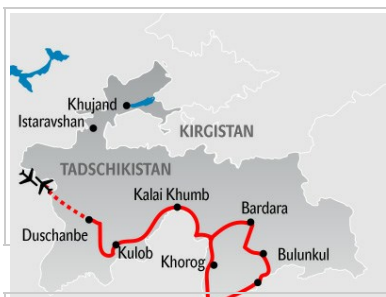 Khujand
Istaravshan
KIRGISTAN
TADSCHIKISTAN
Kalai Khumb
Bardara
Duschanbe
Kulob
Khorog
Bulunkul